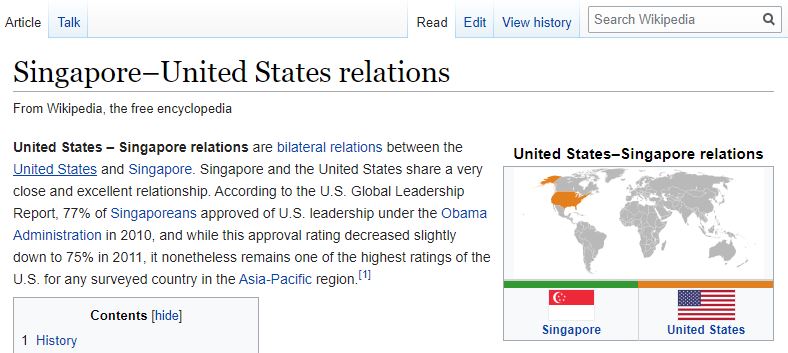 Article Talk Read Edit View history Search Wikipedia
Singapore–United States relations
From Wikipedia, the free encyclopedia
United States – Singapore relations are bilateral relations between the
United States and Singapore. Singapore and the United States share a very
close and excellent relationship. According to the U.S. Global Leadership
Report, 77% of Singaporeans approved of U.S. leadership under the Obama
Administration in 2010, and while this approval rating decreased slightly
down to 75% in 2011, it nonetheless remains one of the highest ratings of the
U.S. for any surveyed country in the Asia-Pacific region.[1]
Contents [hide]
1 History
United States–Singapore relations
Singapore United States